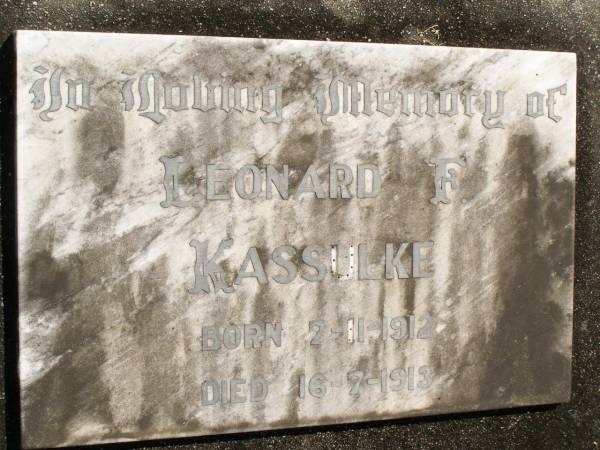 In Loving Memory of
LEONARD F.
KASSULKE
BORN 2-11-1912
DIED 16-7-1913